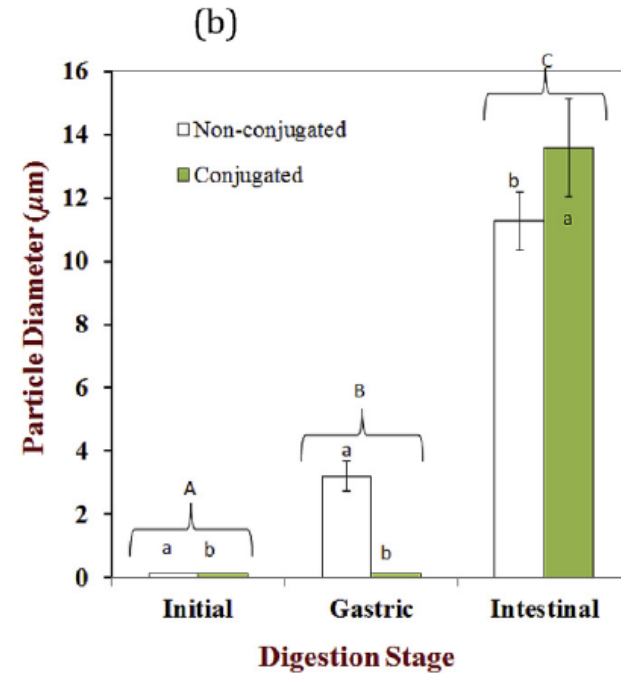 (b)
16
14
12
10
8
6
4
2
0
Particle Diameter (μm)
Non-conjugated
Conjugated
A
a b
B
a
b
C
b
a
Initial Gastric Intestinal
Digestion Stage